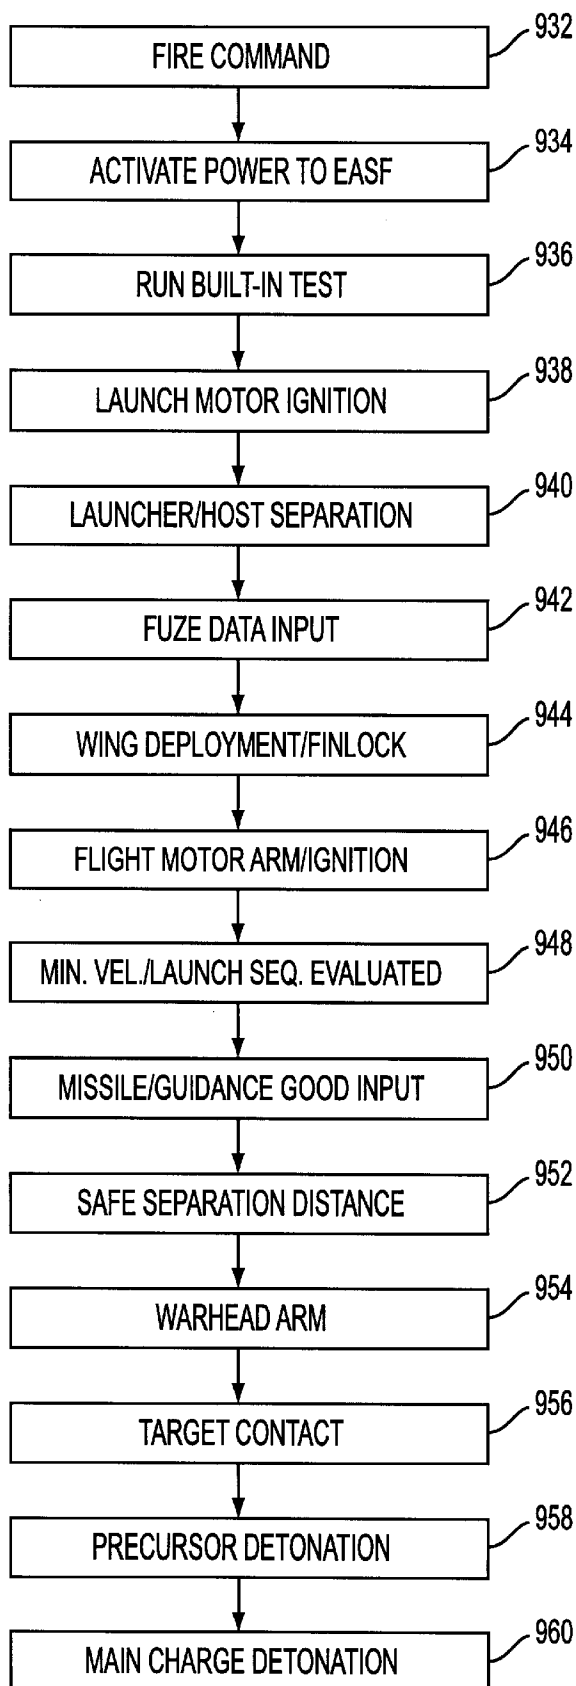 932
FIRE COMMAND
934
ACTIVATE POWER TO EASF
936
RUN BUILT-IN TEST
938
LAUNCH MOTOR IGNITION
940
LAUNCHER/HOST SEPARATION
942
FUZE DATA INPUT
944
WING DEPLOYMENT/FINLOCK
946
FLIGHT MOTOR ARM/IGNITION
948
MIN. VEL./LAUNCH SEQ. EVALUATED
950
MISSILE/GUIDANCE GOOD INPUT
952
SAFE SEPARATION DISTANCE
954
WARHEAD ARM
956
TARGET CONTACT
958
PRECURSOR DETONATION
960
MAIN CHARGE DETONATION